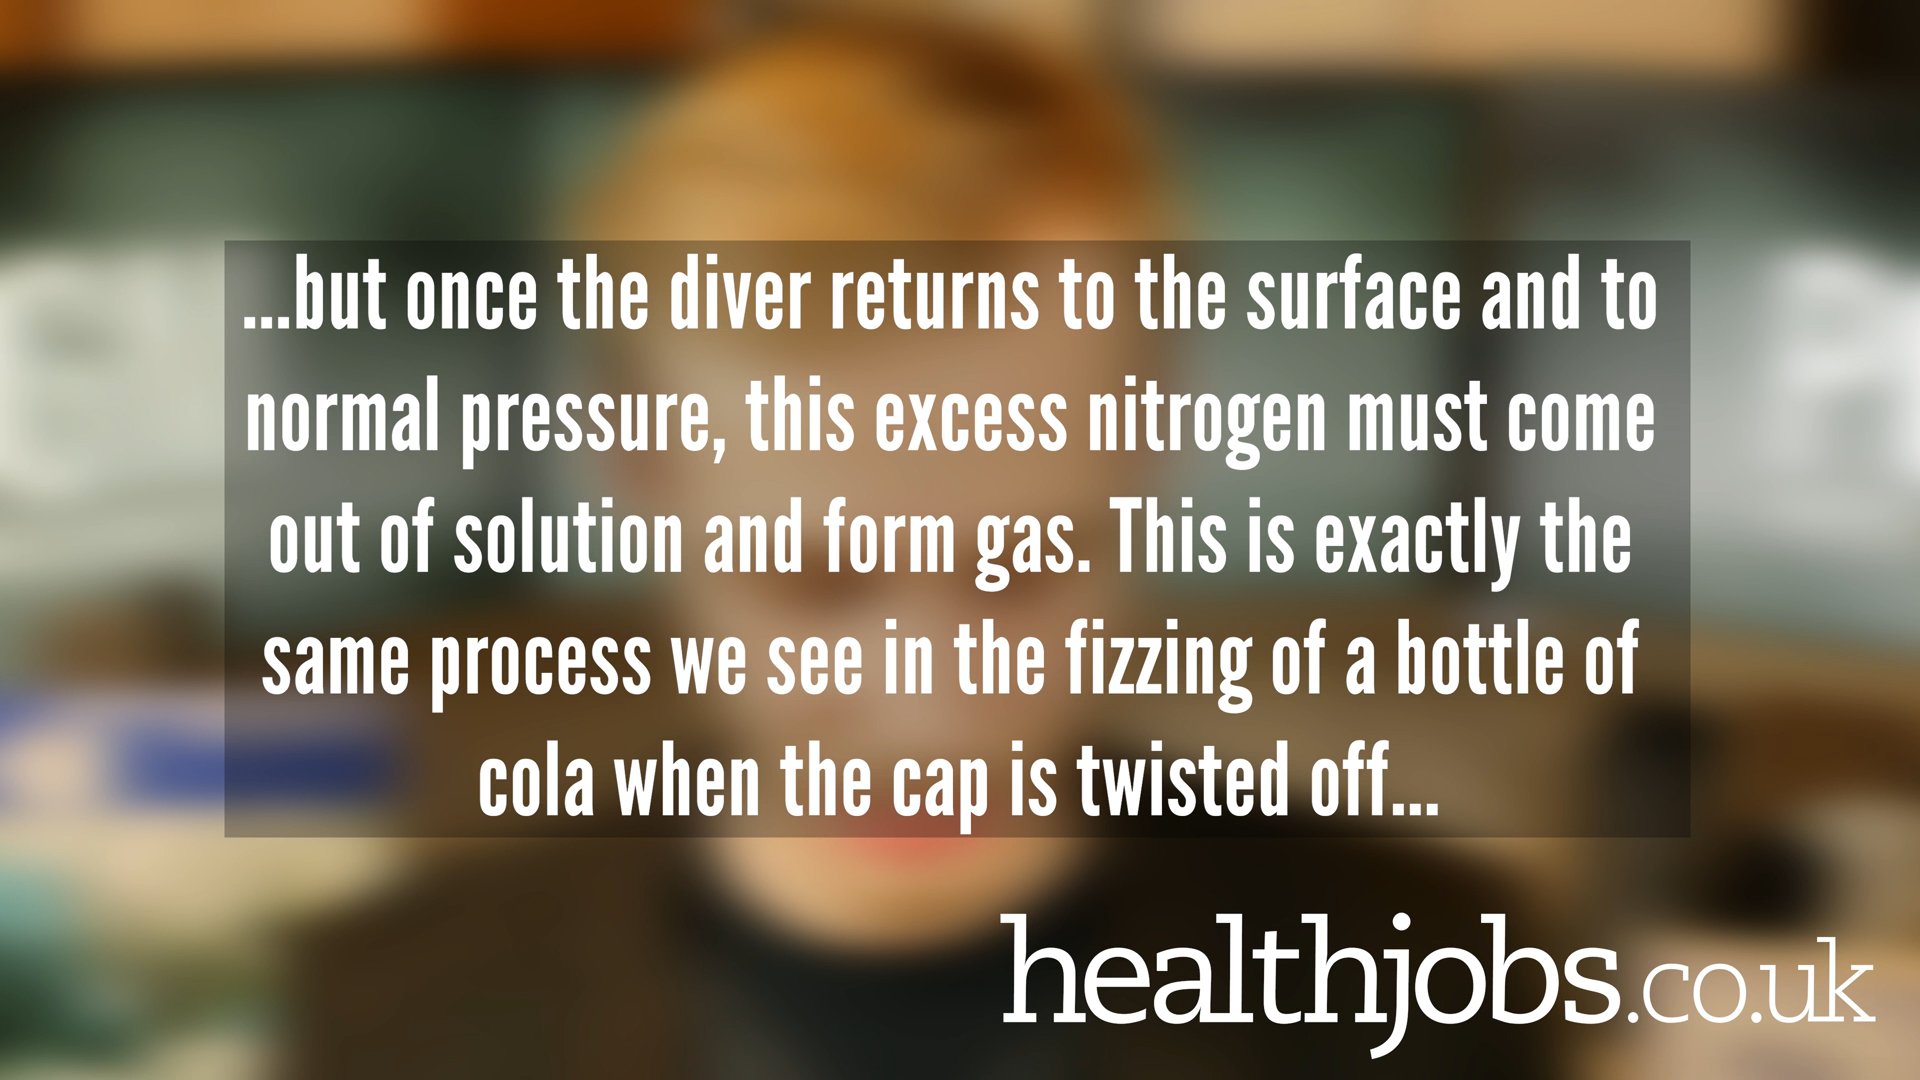 ...but once the diver returns to the surface and to
normal pressure, this excess nitrogen must come
out of solution and form gas. This is exactly the
same process we see in the fizzing of a bottle of
cola when the cap is twisted off...
healthjobs.co.uk